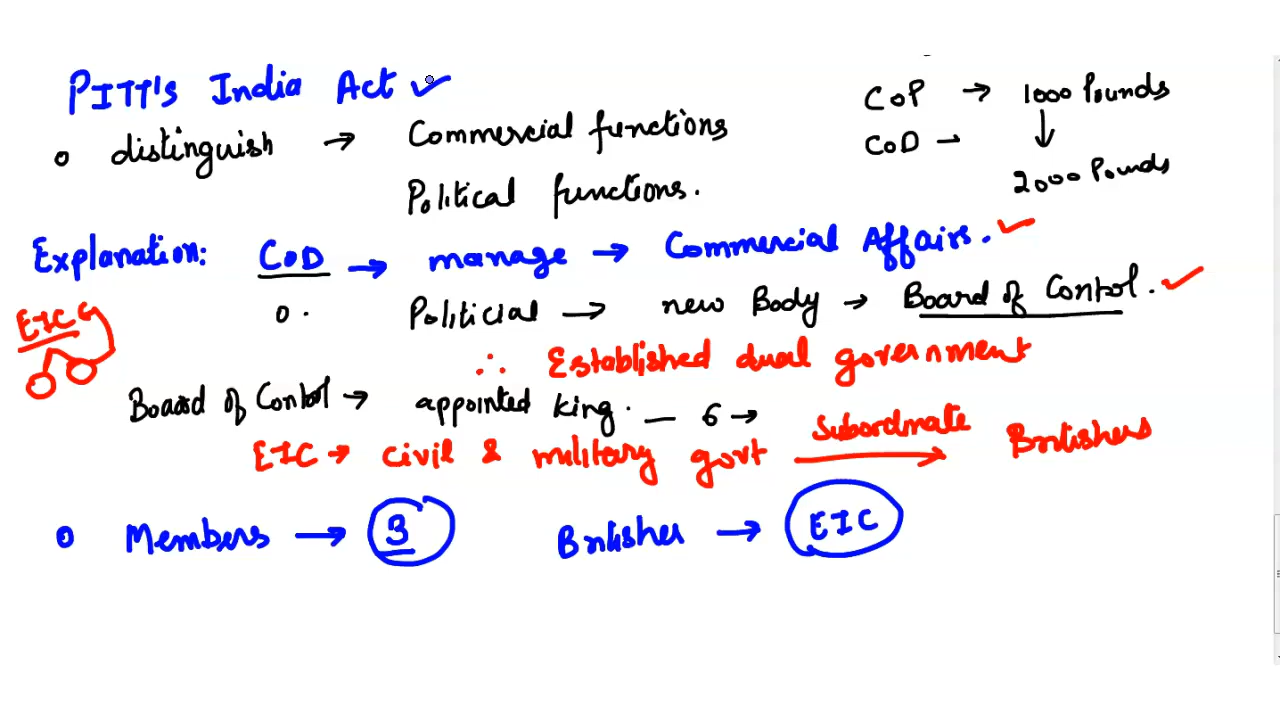 PITT's India Act
CoP → 1000 Pounds
o distinguish → Commercial functions
CoD → 2000 Pounds
Political functions.
Explanation: CoD → manage → Commercial Affairs.
EIC
o. Politicial → new Body → Board of Control.
∴ Established dual government
Board of Control → appointed king. — 6 →
EIC → civil & military govt Subordinate → Britishers
o Members → 3 Britisher → EIC